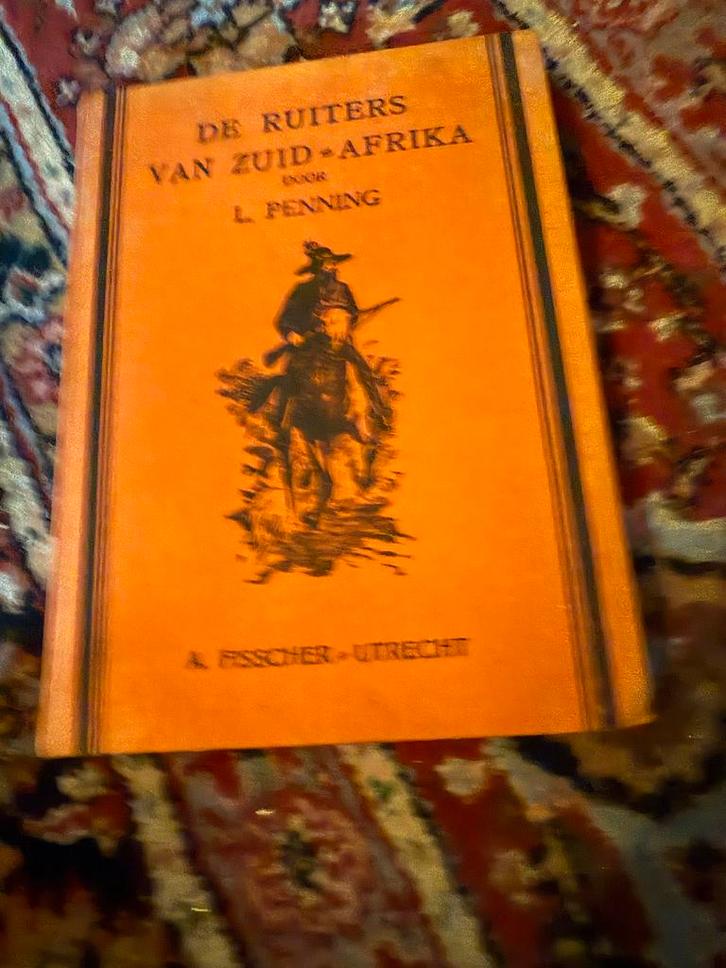 DE RUITERS
VAN ZUID-AFRIKA
DOOR
L. PENNING
A. FISSCHER - UTRECHT